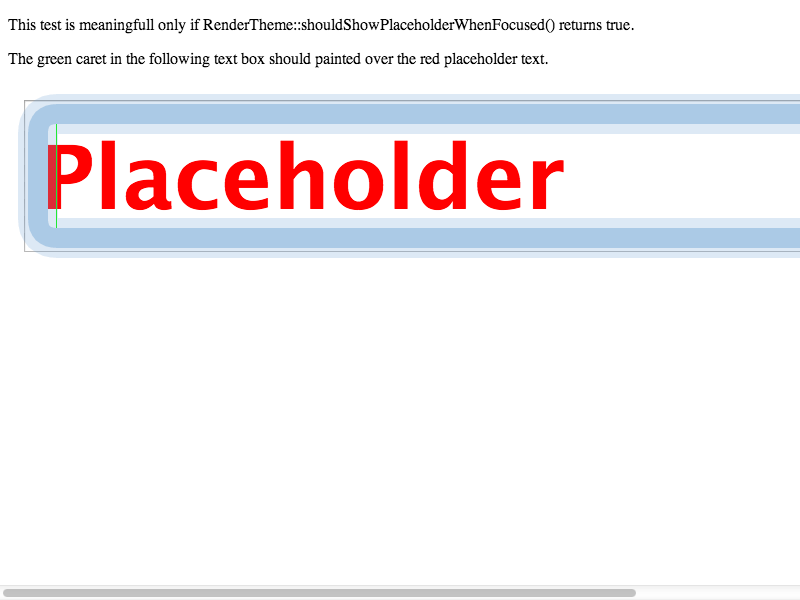 This test is meaningfull only if RenderTheme::shouldShowPlaceholderWhenFocused() returns true.
The green caret in the following text box should painted over the red placeholder text.
Placeholder